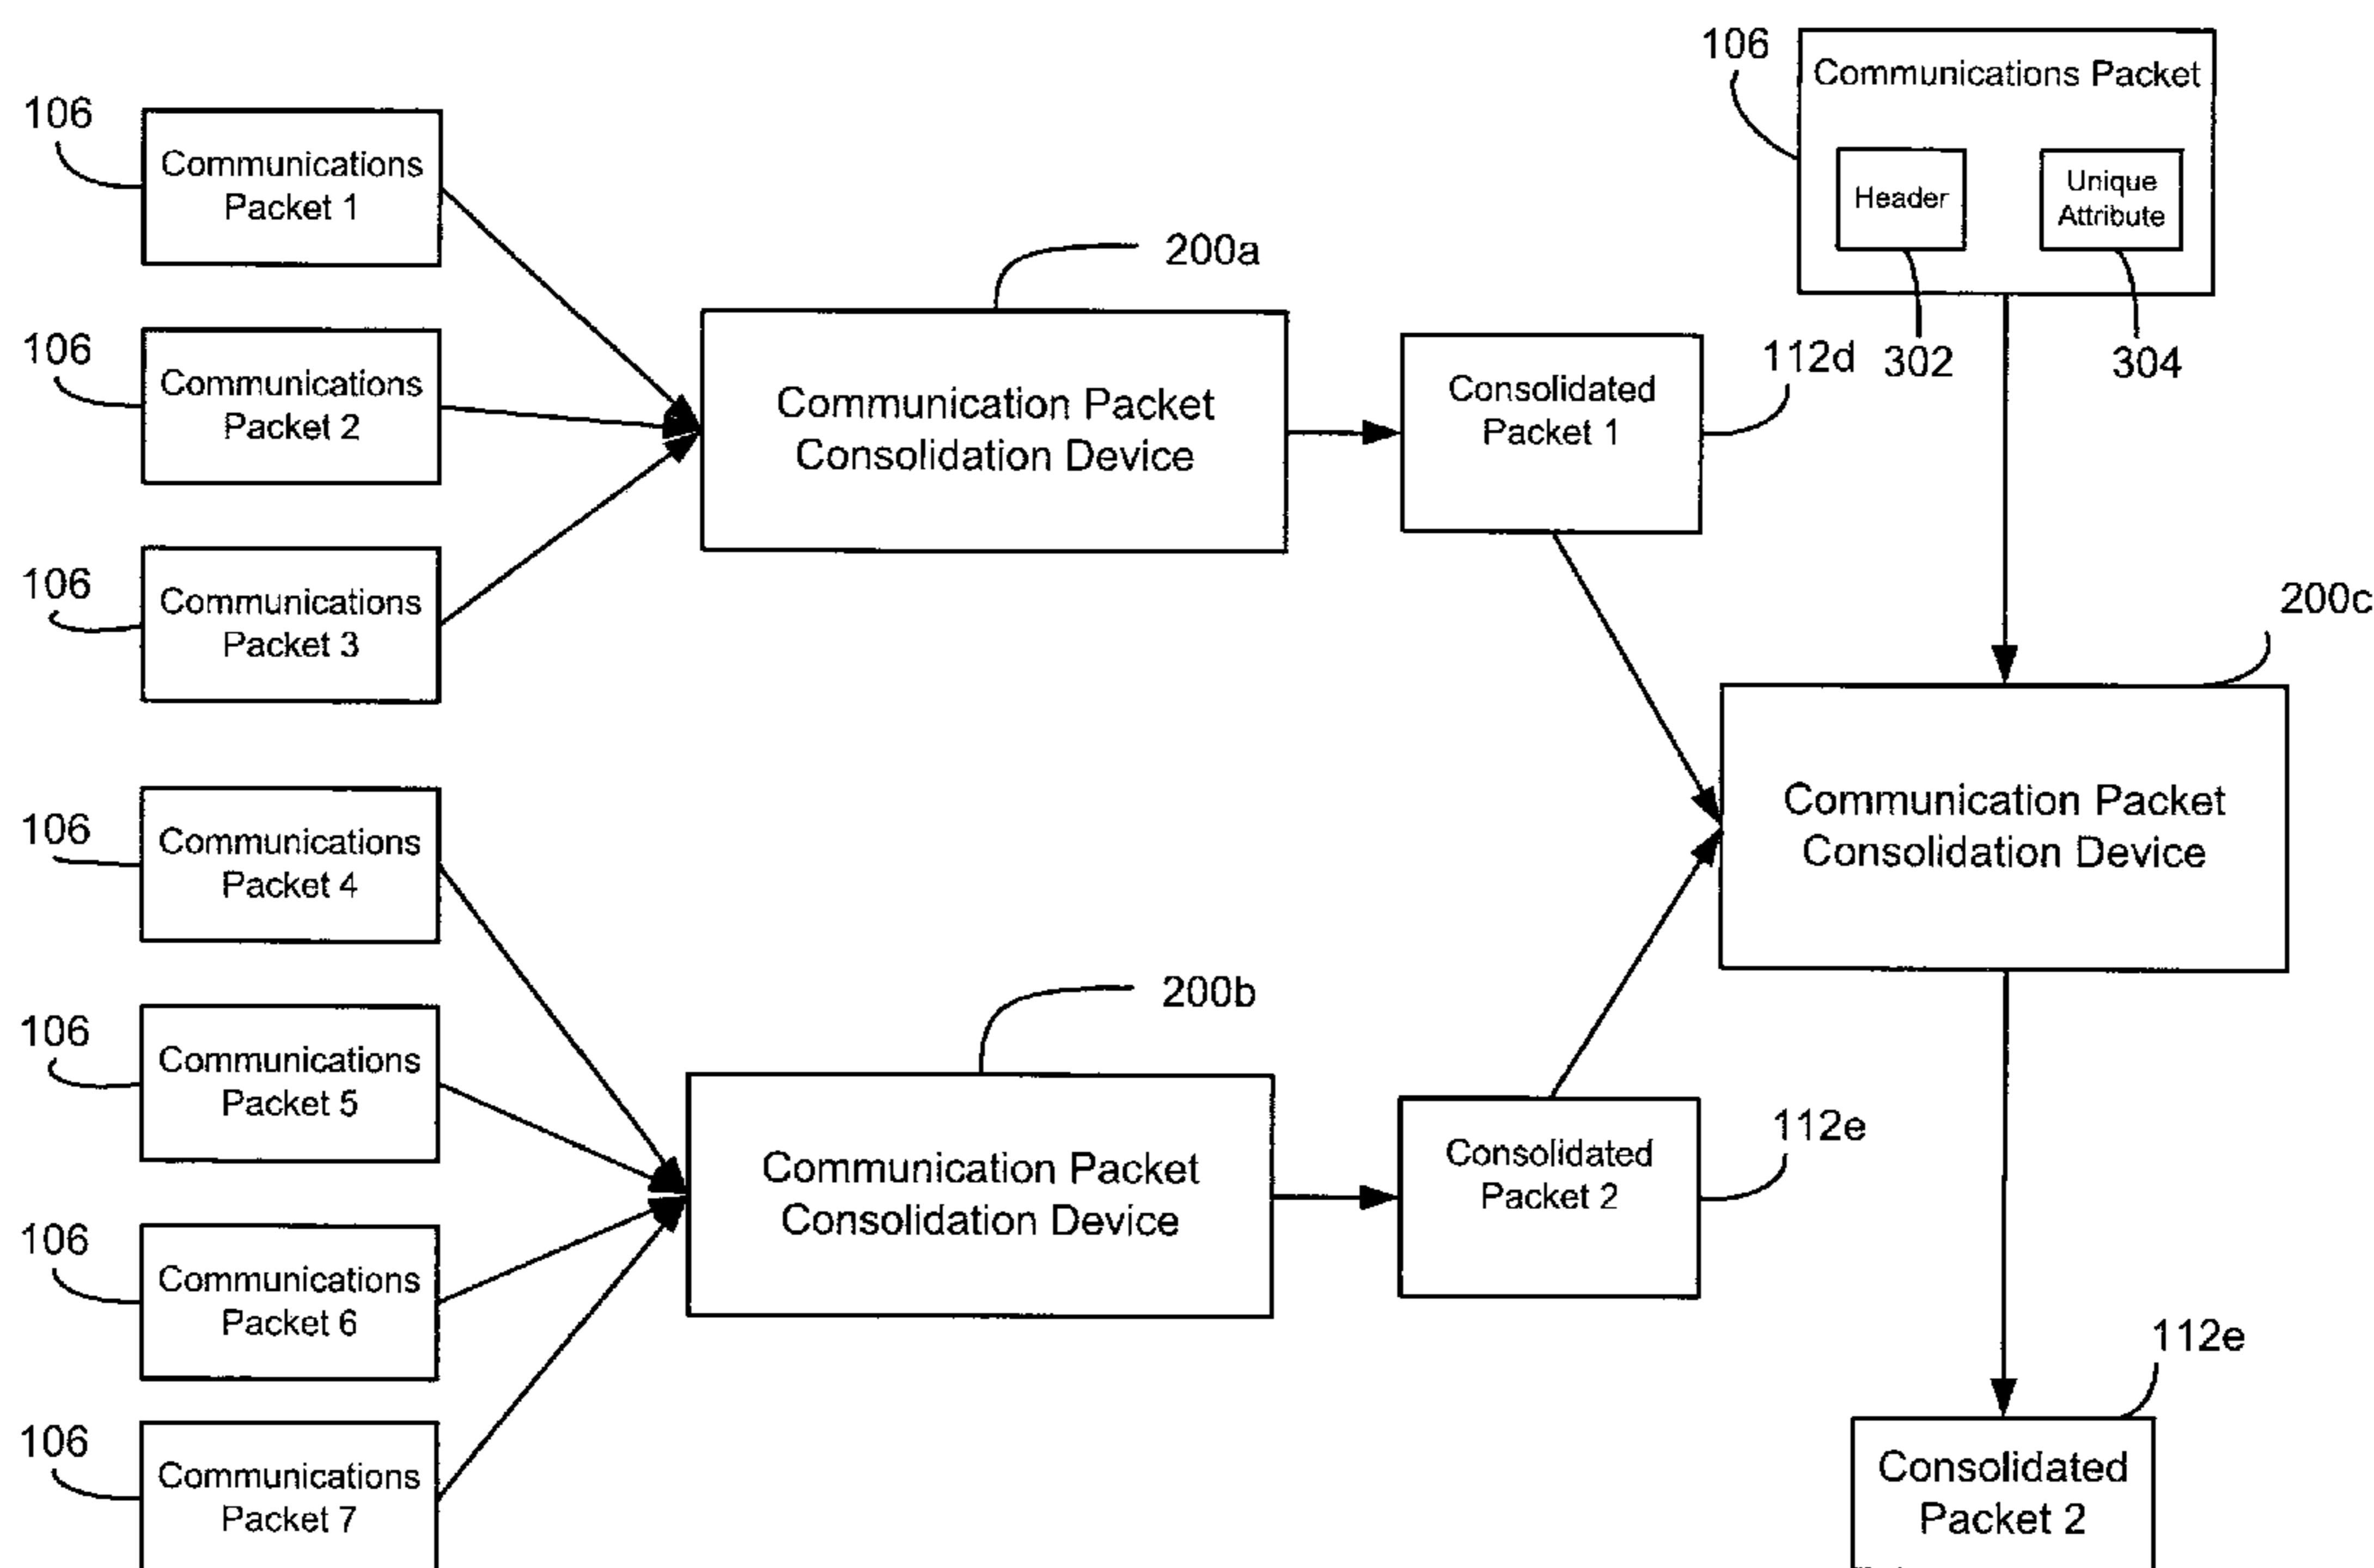 106
Communications
Packet 1
106
Communications
Packet 2
106
Communications
Packet 3
106
Communications
Packet 4
106
Communications
Packet 5
106
Communications
Packet 6
106
Communications
Packet 7
200a
Communication Packet
Consolidation Device
200b
Communication Packet
Consolidation Device
Consolidated
Packet 1
112d
Consolidated
Packet 2
112e
106
Communications Packet
Header
Unique
Attribute
302
304
200c
Communication Packet
Consolidation Device
112e
Consolidated
Packet 2